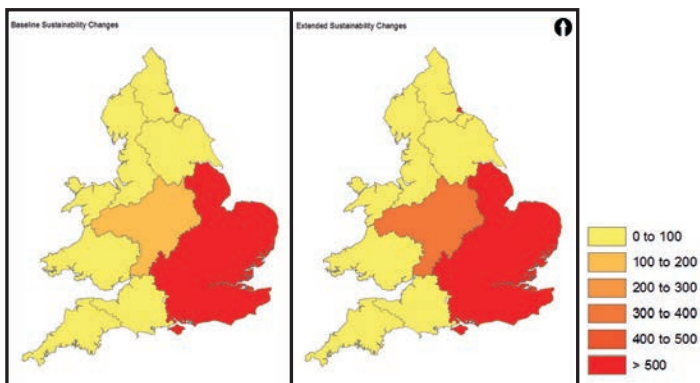 Baseline Sustainability Changes
Extended Sustainability Changes
0 to 100
100 to 200
200 to 300
300 to 400
400 to 500
> 500